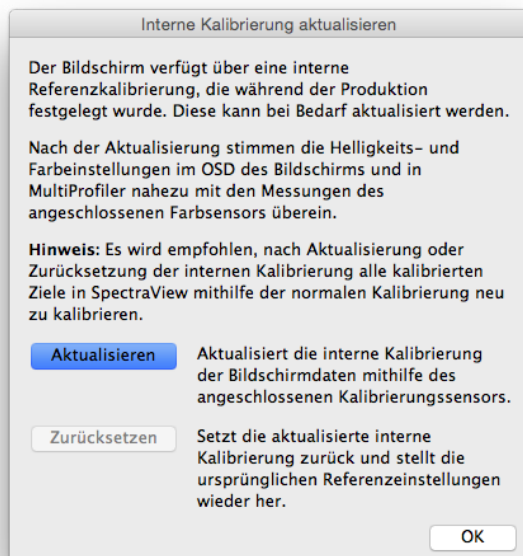 Interne Kalibrierung aktualisieren
Der Bildschirm verfügt über eine interne
Referenzkalibrierung, die während der Produktion
festgelegt wurde. Diese kann bei Bedarf aktualisiert werden.
Nach der Aktualisierung stimmen die Helligkeits- und
Farbeinstellungen im OSD des Bildschirms und in
MultiProfiler nahezu mit den Messungen des
angeschlossenen Farbsensors überein.
Hinweis: Es wird empfohlen, nach Aktualisierung oder
Zurücksetzung der internen Kalibrierung alle kalibrierten
Ziele in SpectraView mithilfe der normalen Kalibrierung neu
zu kalibrieren.
Aktualisieren
Aktualisiert die interne Kalibrierung
der Bildschirmdaten mithilfe des
angeschlossenen Kalibrierungssensors.
Zurücksetzen
Setzt die aktualisierte interne
Kalibrierung zurück und stellt die
ursprünglichen Referenzeinstellungen
wieder her.
OK